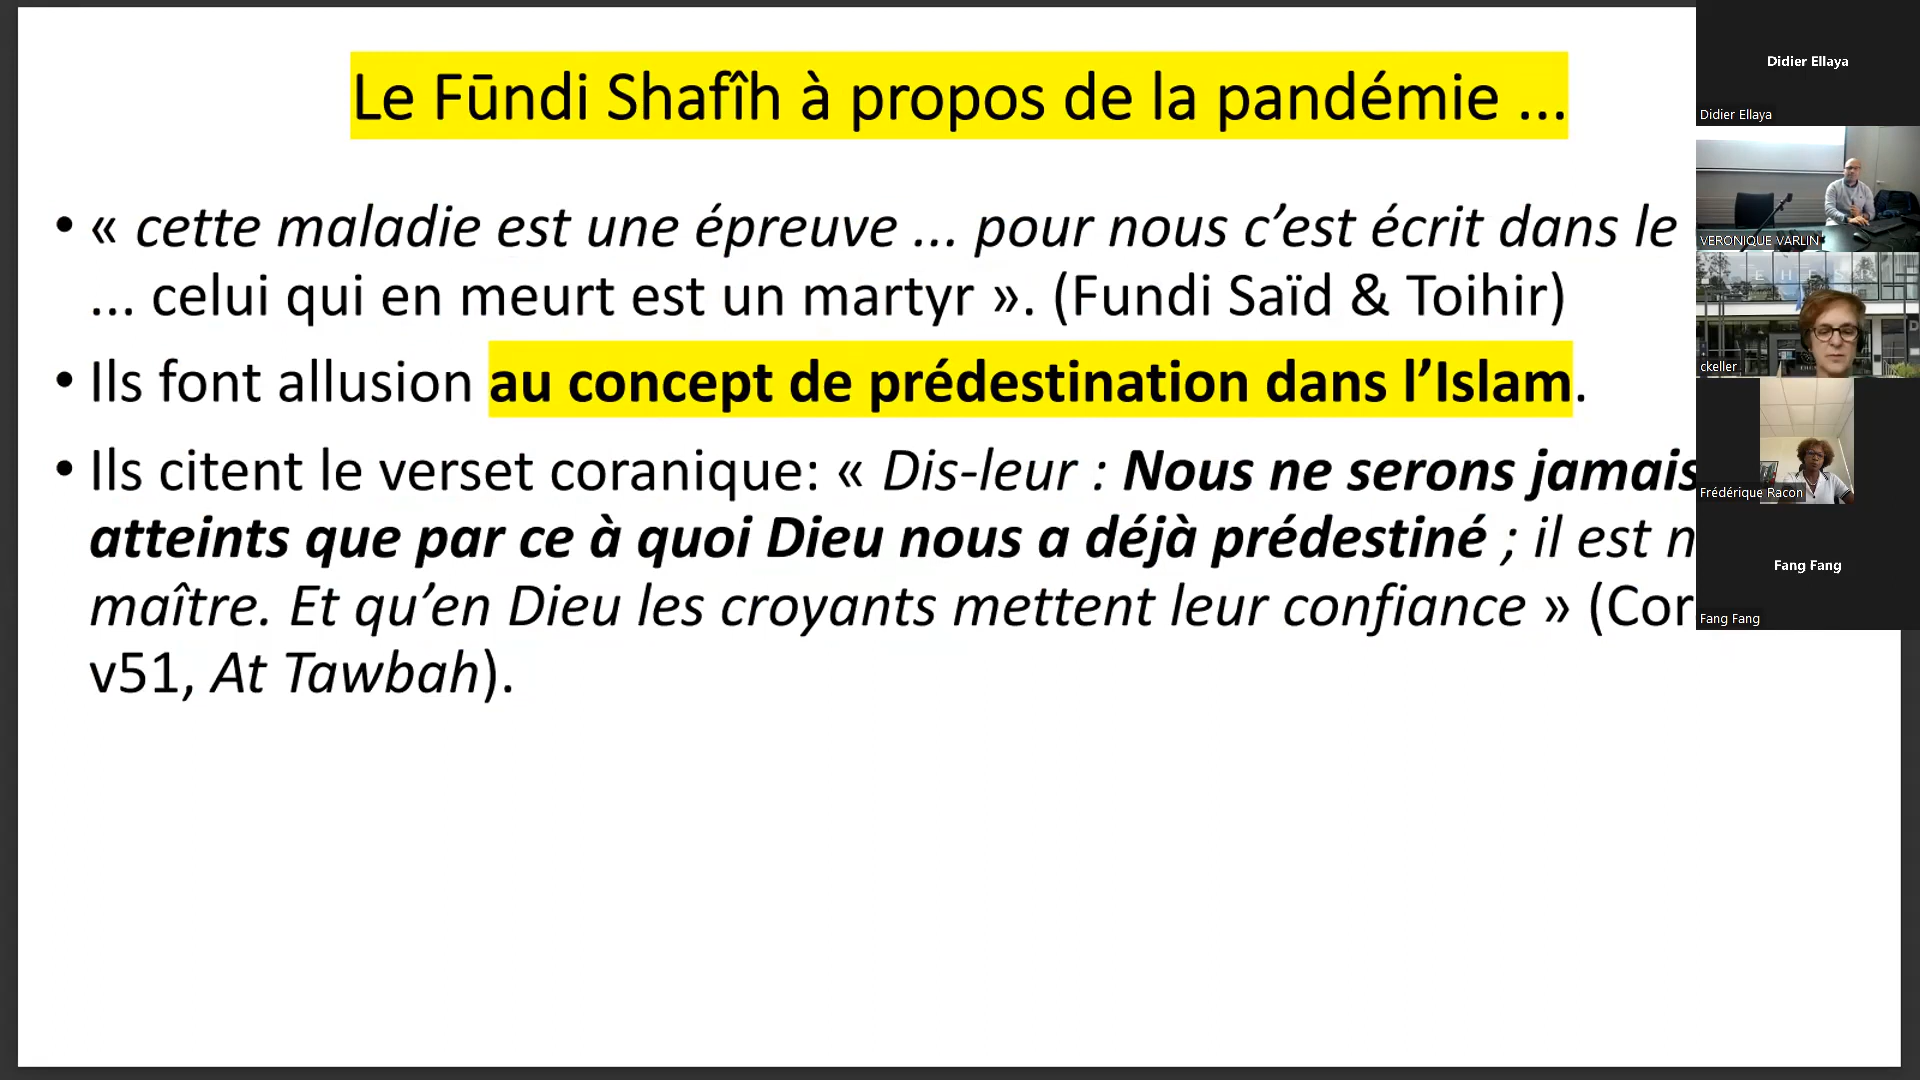 Le Fūndi Shafîh à propos de la pandémie ...
• « cette maladie est une épreuve ... pour nous c’est écrit dans le
... celui qui en meurt est un martyr ». (Fundi Saïd & Toihir)
• Ils font allusion au concept de prédestination dans l’Islam.
• Ils citent le verset coranique: « Dis-leur : Nous ne serons jamais
atteints que par ce à quoi Dieu nous a déjà prédestiné ; il est n
maître. Et qu’en Dieu les croyants mettent leur confiance » (Cor
v51, At Tawbah).
Didier Ellaya
Didier Ellaya
VERONIQUE VARLIN
EHESP
ckeller
Frédérique Racon
Fang Fang
Fang Fang